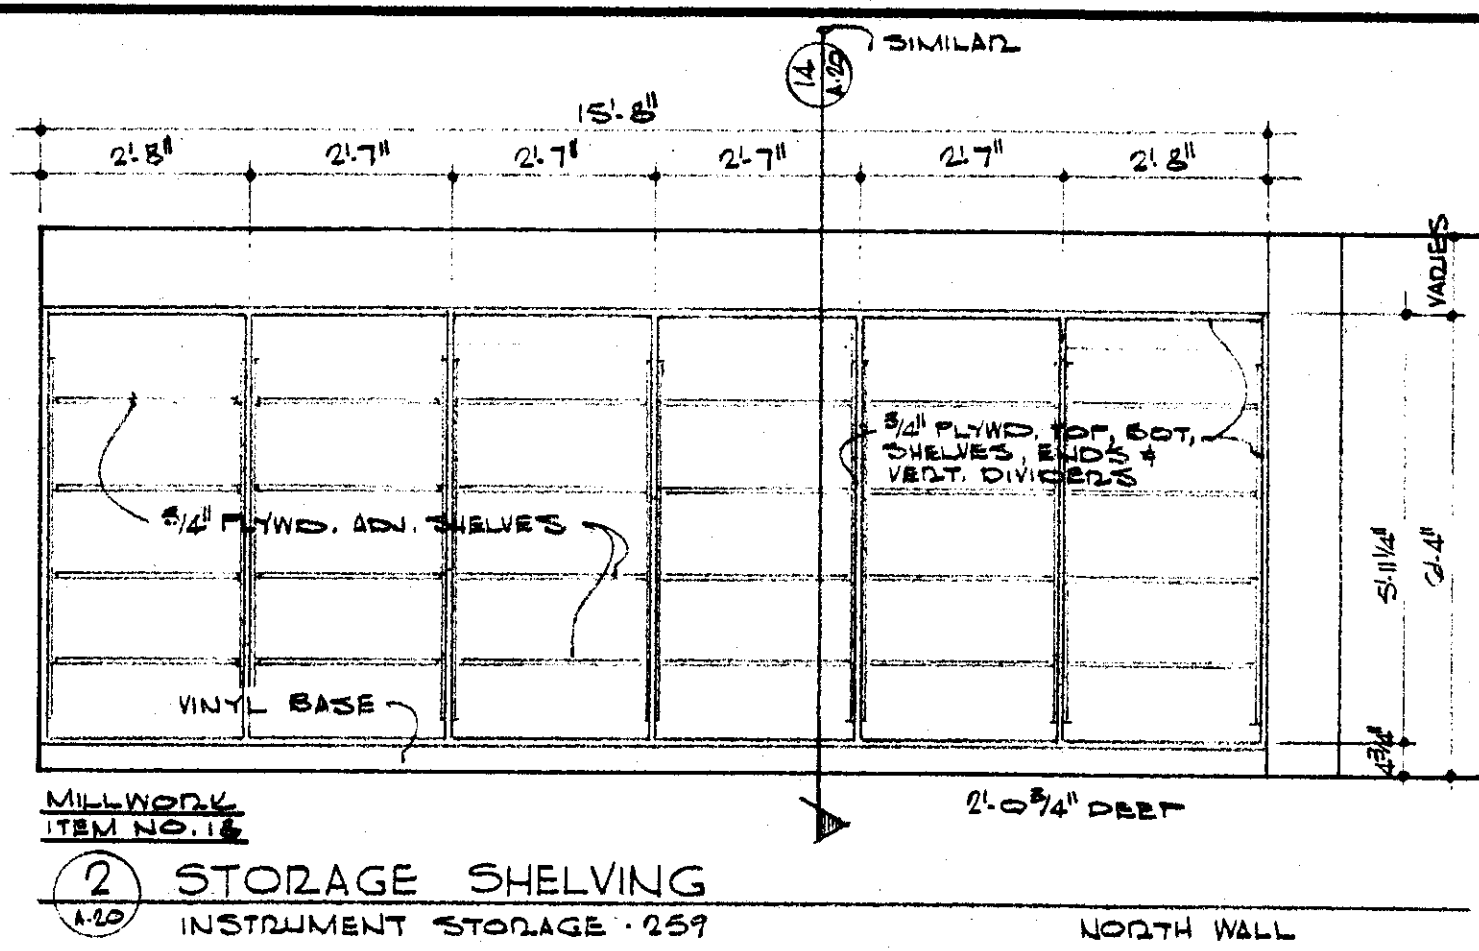 SIMILAR
14
A-20
15'-8"
2'-8" 2'-7" 2'-7" 2'-7" 2'-7" 2'-8"
VARIES
3/4" PLYWD. TOP, BOT,
SHELVES, ENDS &
VERT. DIVIDERS
3/4" PLYWD. ADJ. SHELVES
5'-11 1/4"
6'-4"
VINYL BASE
4 3/4"
MILLWORK
ITEM NO. 18
2'-0 3/4" DEEP
2
A-20
STORAGE SHELVING
INSTRUMENT STORAGE · 259
NORTH WALL